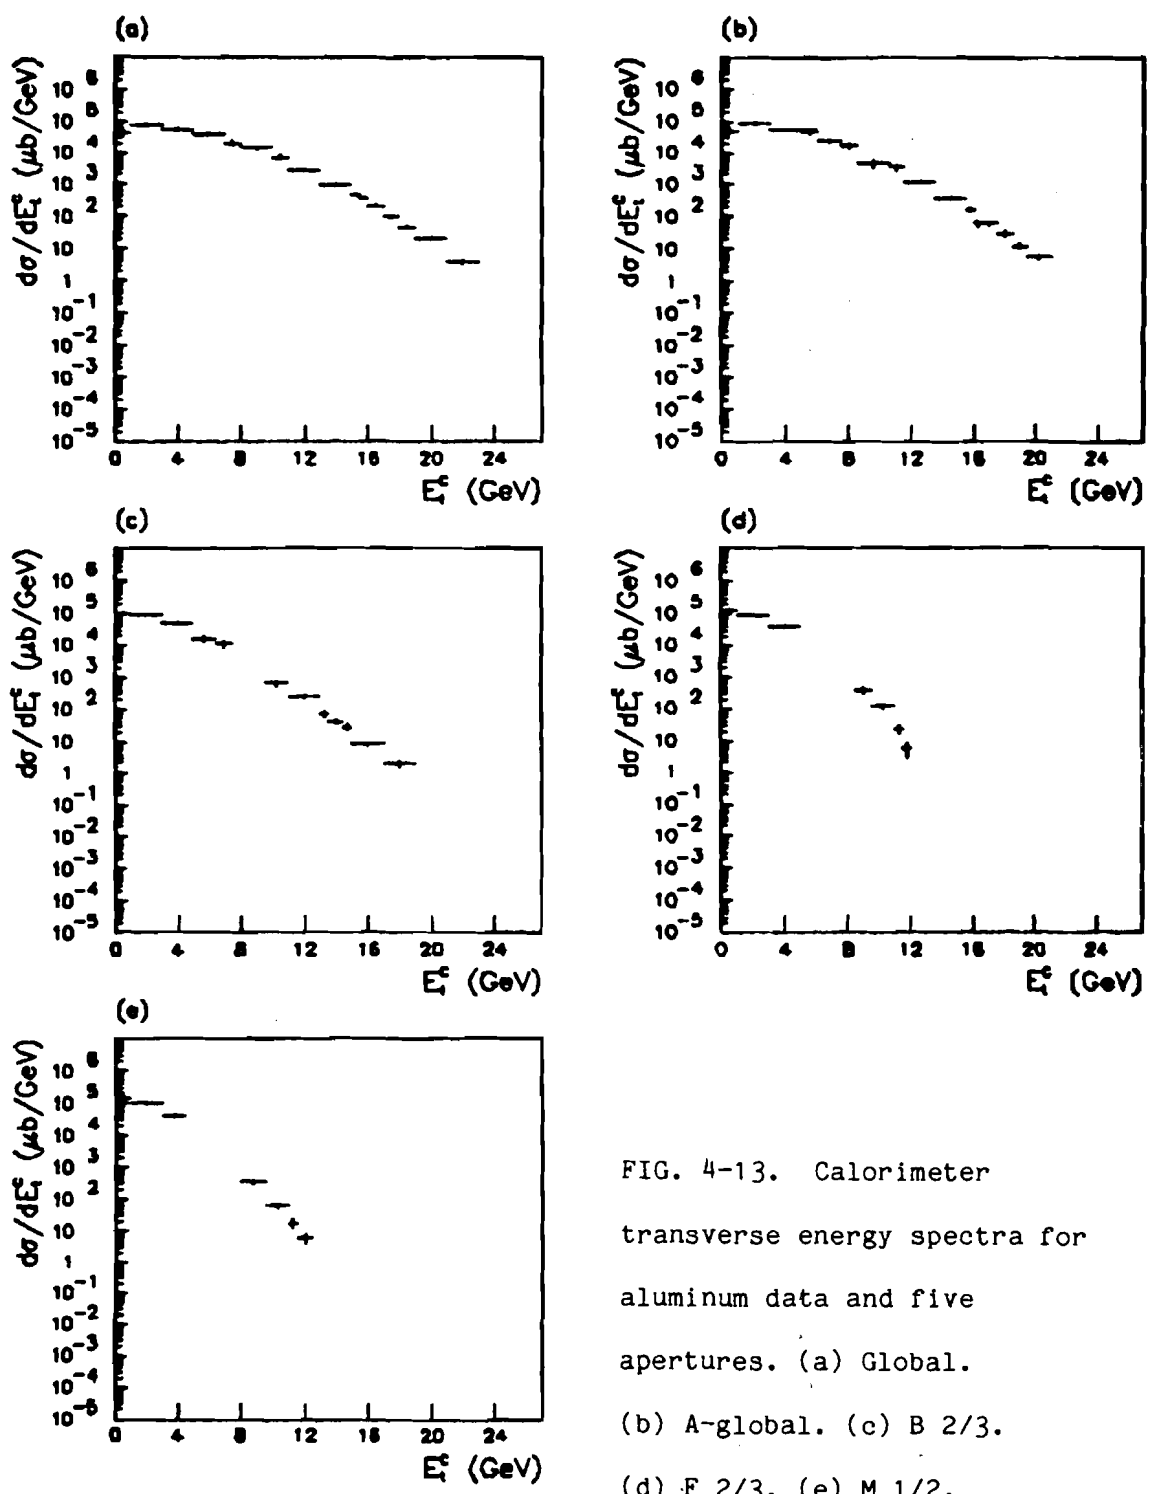 (a)
dσ/dE_t^c (μb/GeV)
10^6
10^5
10^4
10^3
10^2
10
1
10^-1
10^-2
10^-3
10^-4
10^-5
0 4 8 12 16 20 24
E_t^c (GeV)
(b)
dσ/dE_t^c (μb/GeV)
10^6
10^5
10^4
10^3
10^2
10
1
10^-1
10^-2
10^-3
10^-4
10^-5
0 4 8 12 16 20 24
E_t^c (GeV)
(c)
dσ/dE_t^c (μb/GeV)
10^6
10^5
10^4
10^3
10^2
10
1
10^-1
10^-2
10^-3
10^-4
10^-5
0 4 8 12 16 20 24
E_t^c (GeV)
(d)
dσ/dE_t^c (μb/GeV)
10^6
10^5
10^4
10^3
10^2
10
1
10^-1
10^-2
10^-3
10^-4
10^-5
0 4 8 12 16 20 24
E_t^c (GeV)
(e)
dσ/dE_t^c (μb/GeV)
10^6
10^5
10^4
10^3
10^2
10
1
10^-1
10^-2
10^-3
10^-4
10^-5
0 4 8 12 16 20 24
E_t^c (GeV)
FIG. 4-13. Calorimeter
transverse energy spectra for
aluminum data and five
apertures. (a) Global.
(b) A-global. (c) B 2/3.
(d) F 2/3. (e) M 1/2.